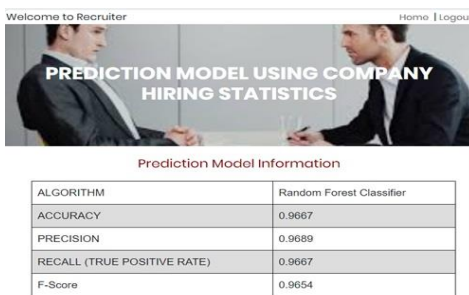 Welcome to Recruiter
Home | Logou
PREDICTION MODEL USING COMPANY
HIRING STATISTICS
Prediction Model Information
ALGORITHM Random Forest Classifier
ACCURACY 0.9667
PRECISION 0.9689
RECALL (TRUE POSITIVE RATE) 0.9667
F-Score 0.9654